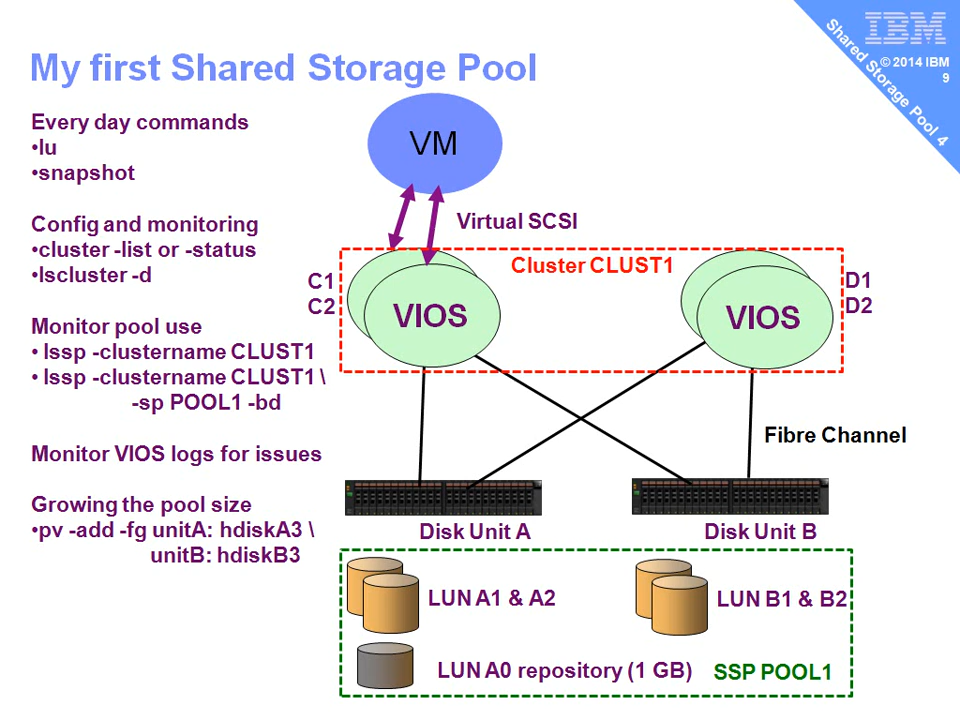 IBM
Shared Storage Pool 4
© 2014 IBM
9
My first Shared Storage Pool
Every day commands
•lu
•snapshot
Config and monitoring
•cluster -list or -status
•lscluster -d
Monitor pool use
• lssp -clustername CLUST1
• lssp -clustername CLUST1 \
-sp POOL1 -bd
Monitor VIOS logs for issues
Growing the pool size
•pv -add -fg unitA: hdiskA3 \
unitB: hdiskB3
VM
Virtual SCSI
Cluster CLUST1
C1
C2
VIOS
VIOS
D1
D2
Fibre Channel
Disk Unit A
Disk Unit B
LUN A1 & A2
LUN B1 & B2
LUN A0 repository (1 GB)
SSP POOL1